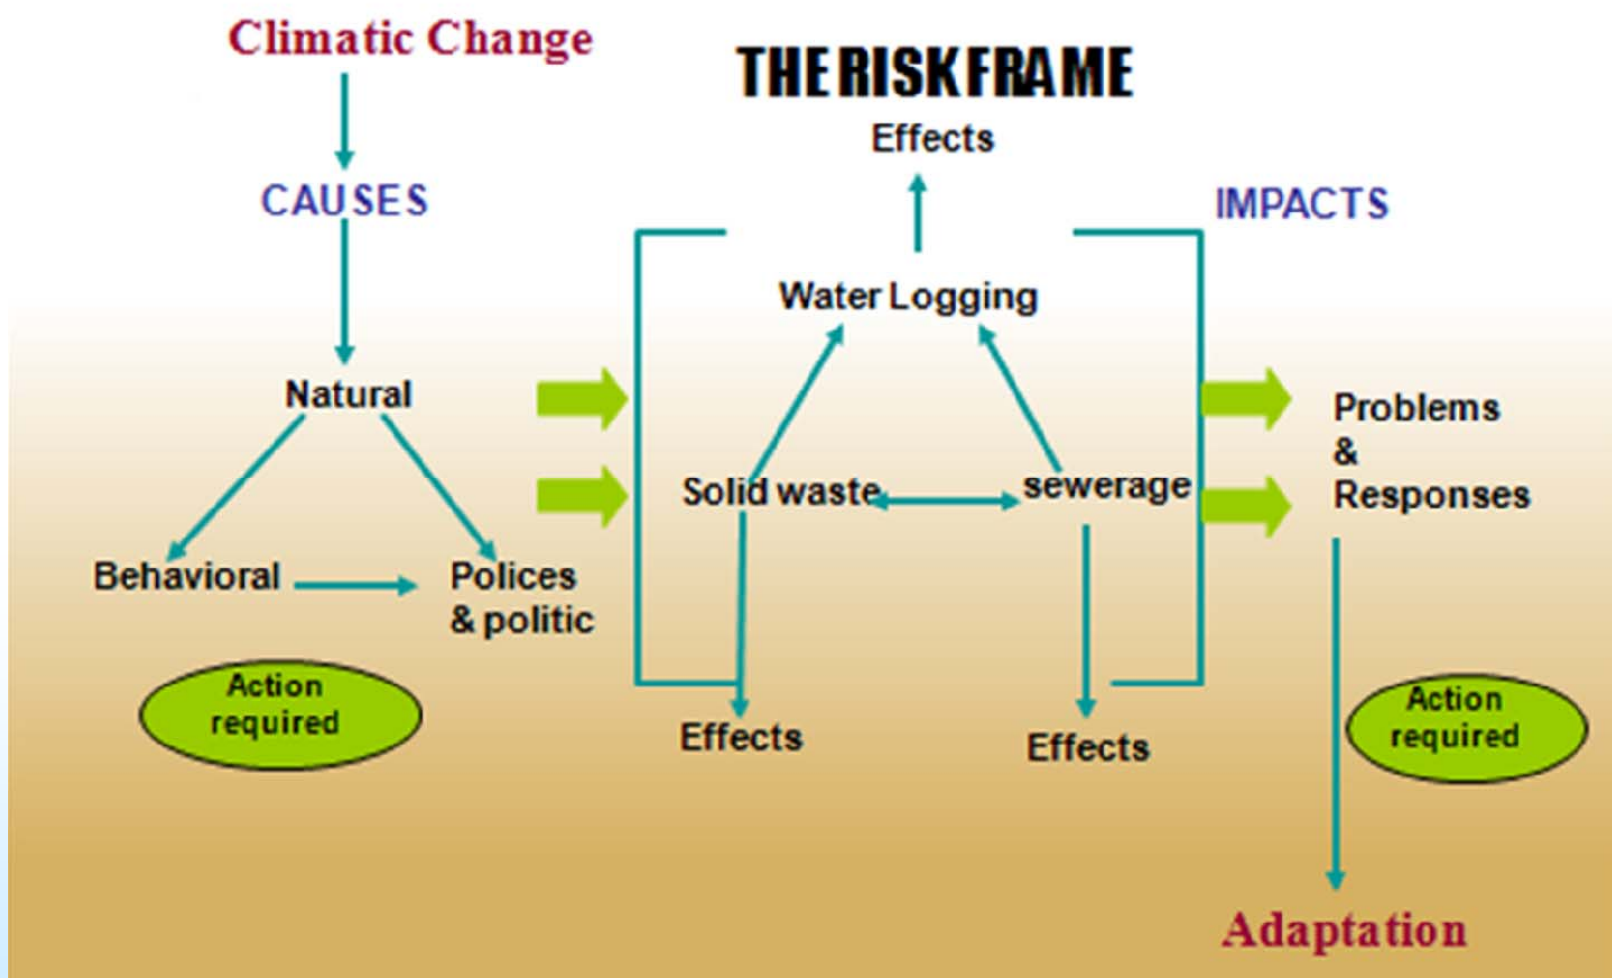 Climatic Change
THE RISK FRAME
Effects
CAUSES
IMPACTS
Water Logging
Natural
Problems
&
Responses
Solid waste
sewerage
Behavioral
Polices
& politic
Action
required
Action
required
Effects
Effects
Adaptation